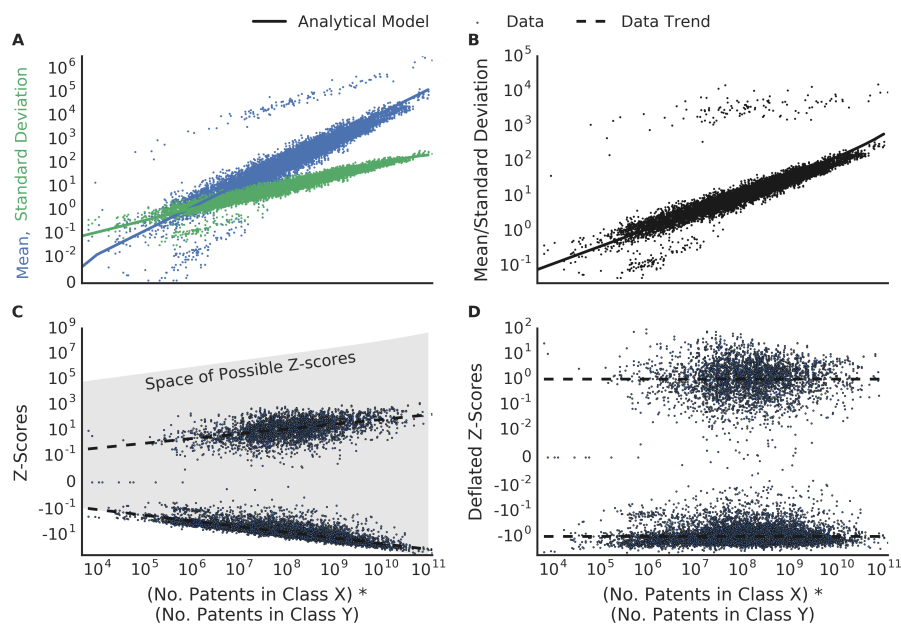 Analytical Model Data Data Trend
A
Mean, Standard Deviation
10^6
10^5
10^4
10^3
10^2
10^1
10^0
10^-1
10^-2
0
B
Mean/Standard Deviation
10^5
10^4
10^3
10^2
10^1
10^0
10^-1
C
Z-Scores
10^9
10^7
10^5
10^3
10^1
10^-1
0
-10^-1
-10^1
Space of Possible Z-scores
10^4 10^5 10^6 10^7 10^8 10^9 10^10 10^11
(No. Patents in Class X) *
(No. Patents in Class Y)
D
Deflated Z-Scores
10^2
10^1
10^0
10^-1
10^-2
0
-10^-2
-10^-1
-10^0
10^4 10^5 10^6 10^7 10^8 10^9 10^10 10^11
(No. Patents in Class X) *
(No. Patents in Class Y)